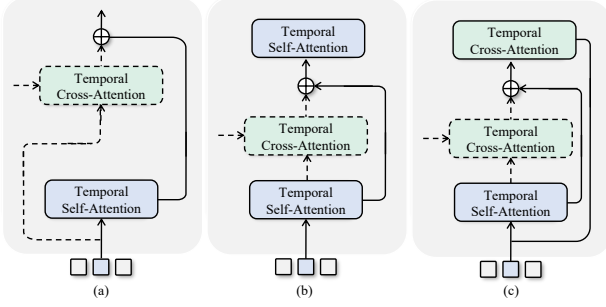 Temporal
Cross-Attention
Temporal
Self-Attention
(a)
Temporal
Self-Attention
Temporal
Cross-Attention
Temporal
Self-Attention
(b)
Temporal
Cross-Attention
Temporal
Cross-Attention
Temporal
Self-Attention
(c)